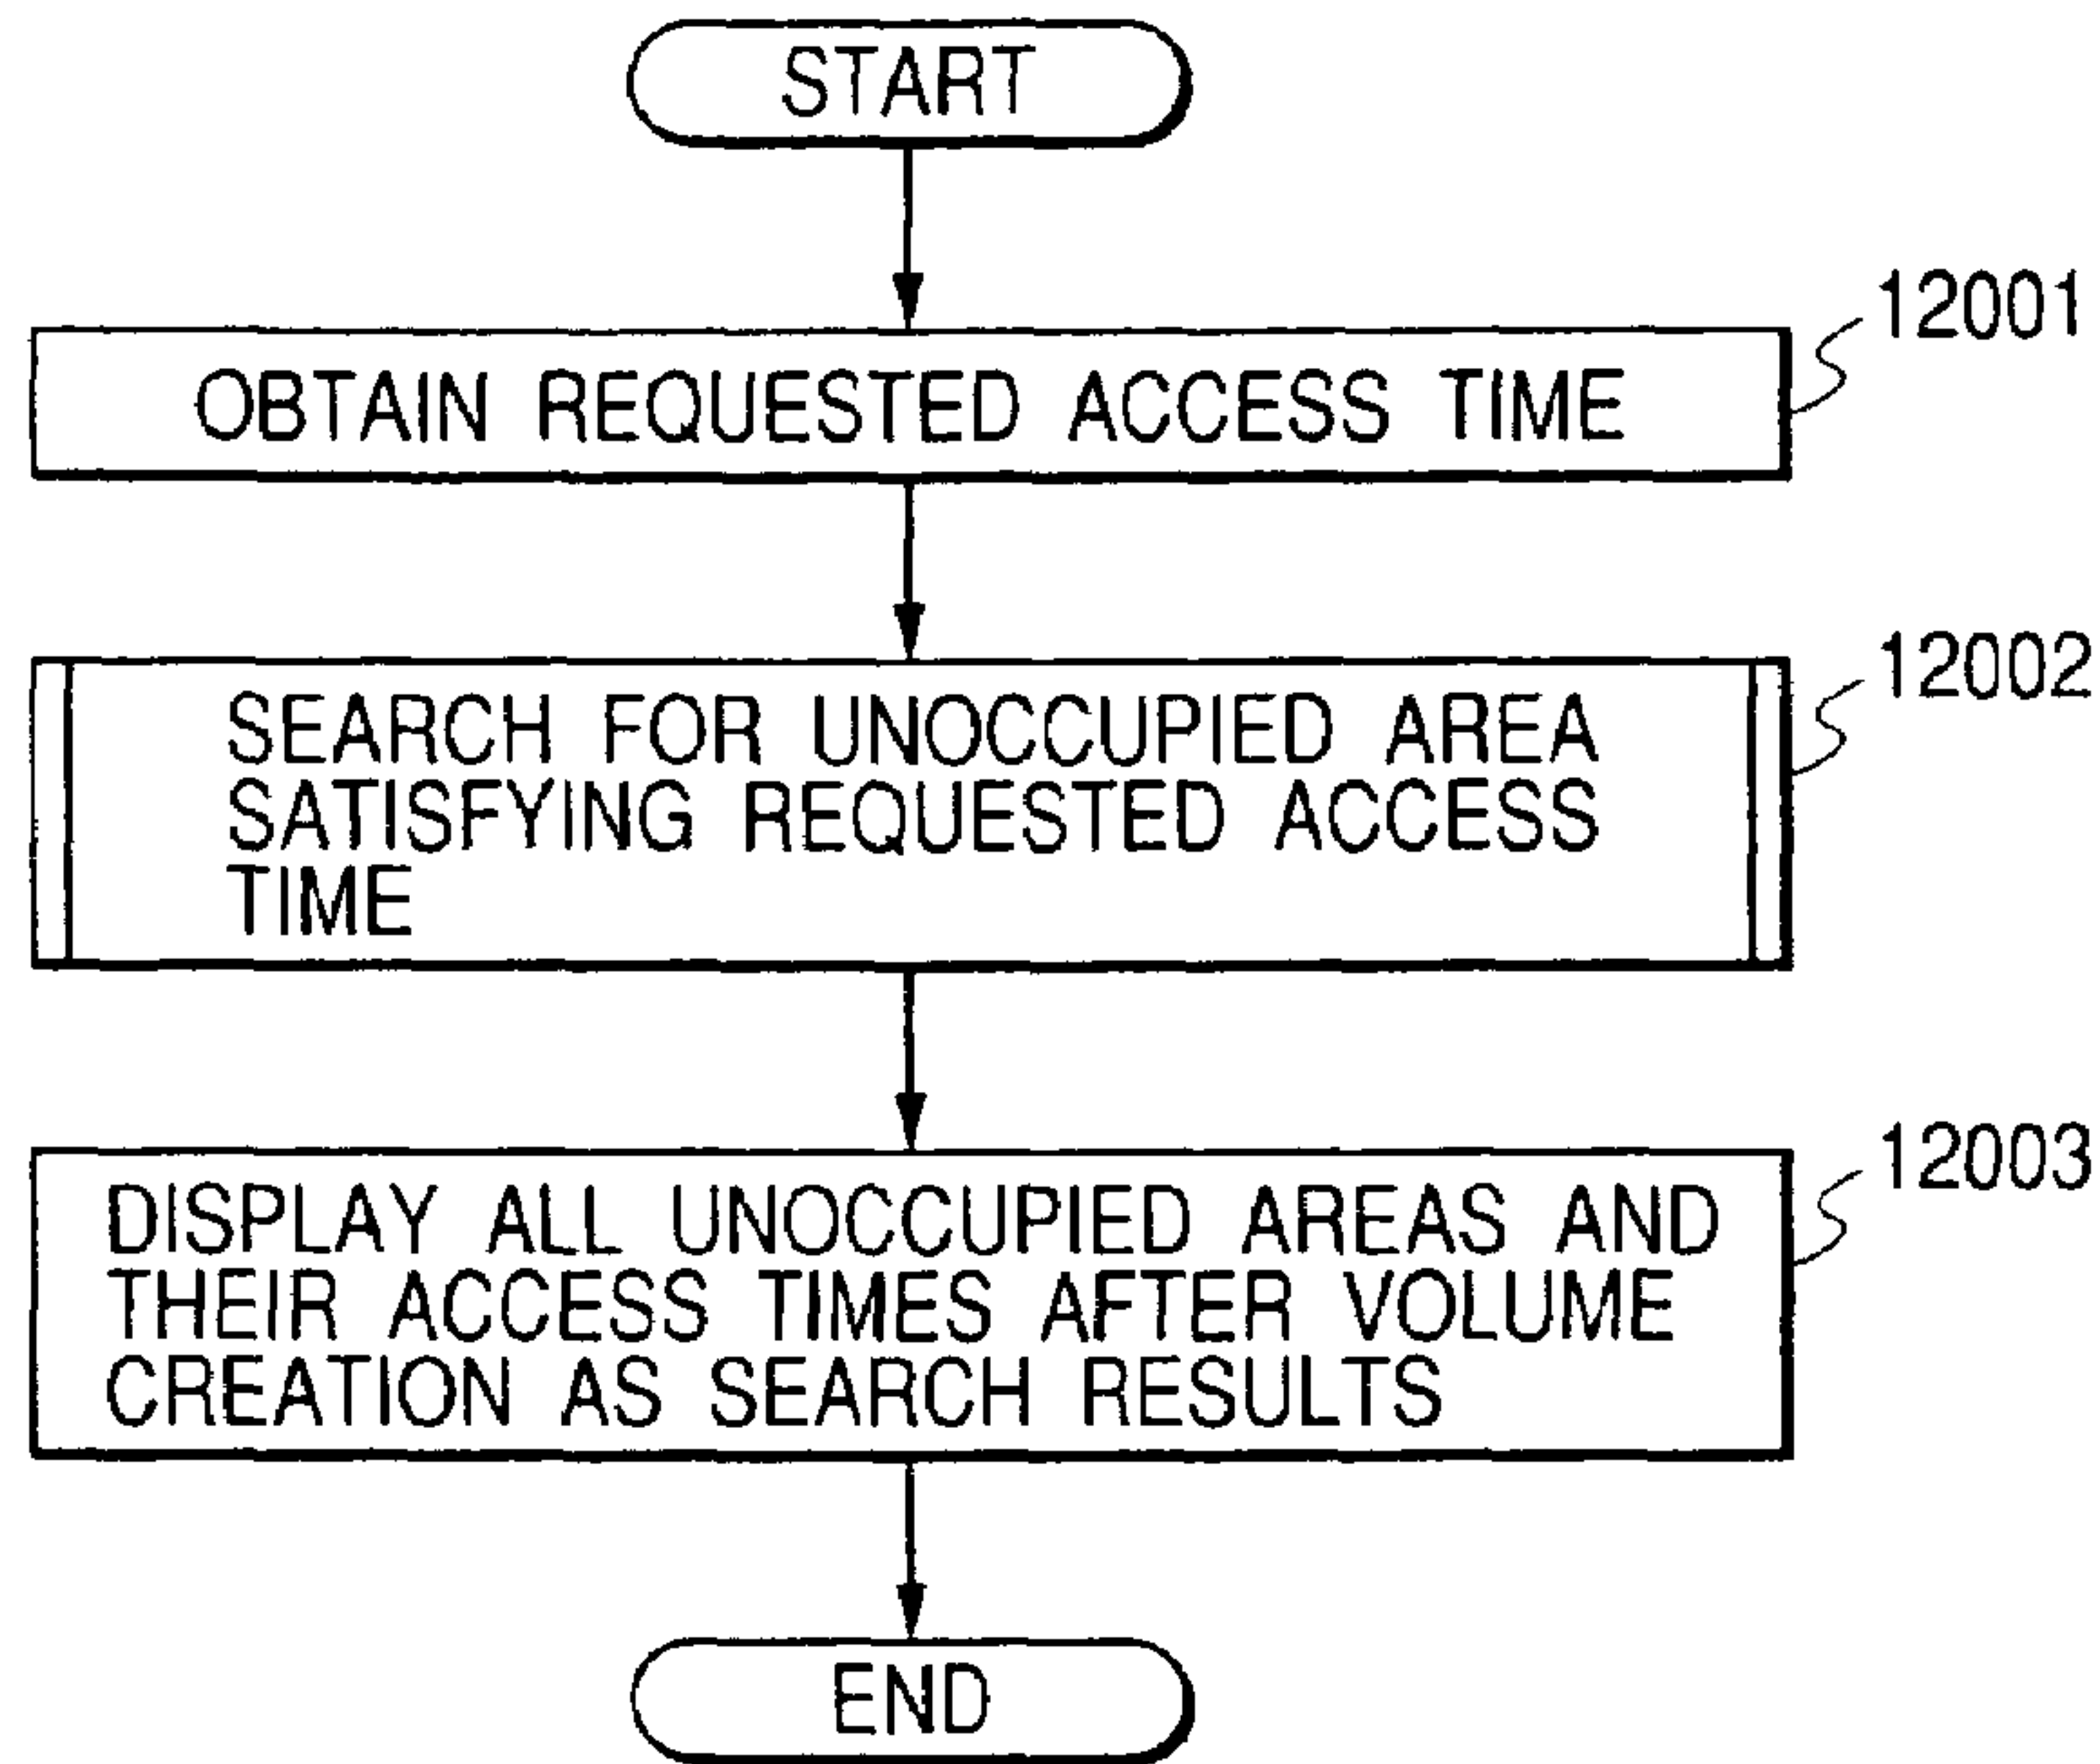 START
12001
OBTAIN REQUESTED ACCESS TIME
12002
SEARCH FOR UNOCCUPIED AREA
SATISFYING REQUESTED ACCESS
TIME
12003
DISPLAY ALL UNOCCUPIED AREAS AND
THEIR ACCESS TIMES AFTER VOLUME
CREATION AS SEARCH RESULTS
END